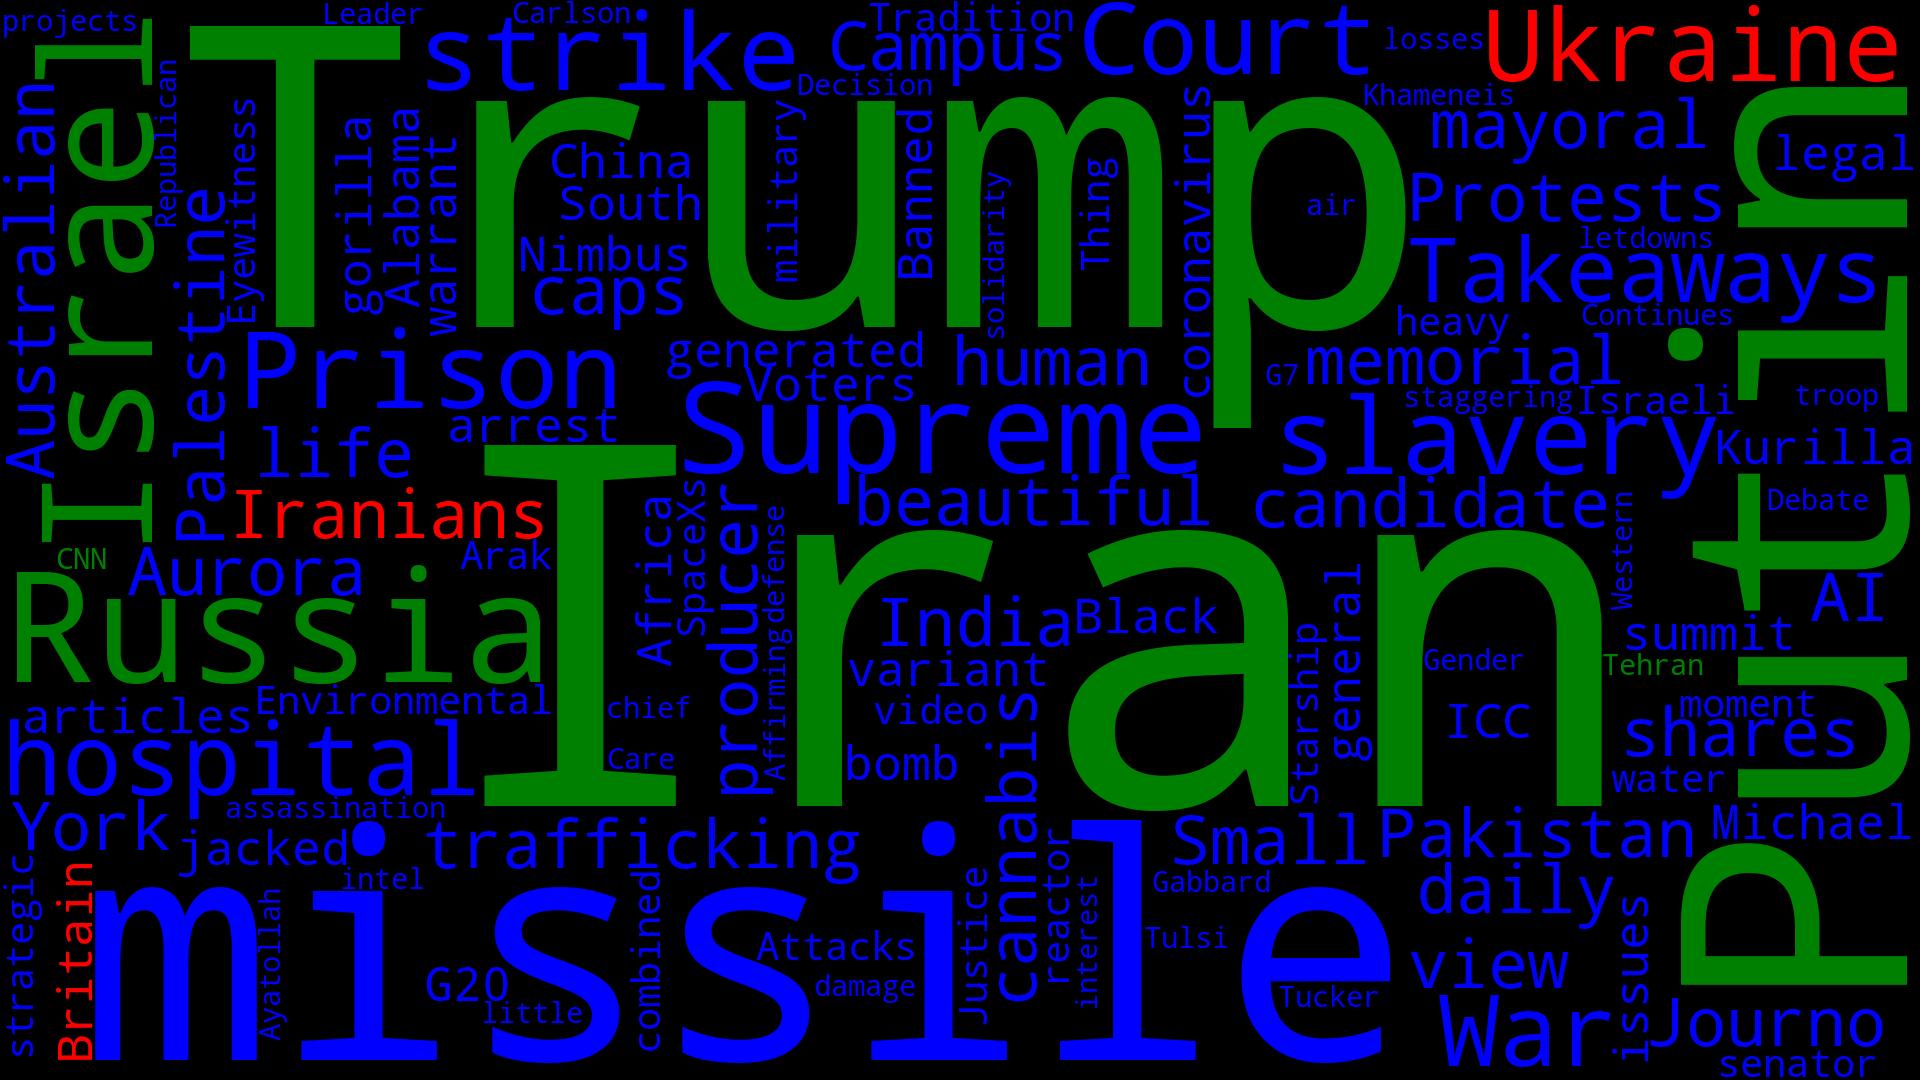 projects
Leader
Carlson
Tradition
strike
Campus
Court
losses
Ukraine
Israel
Trump
Decision
Khameneis
mayoral
legal
Australian
Republican
Eyewitness
gorilla
Alabama
warrant
China
South
military
Banned
solidarity
Thing
coronavirus
air
Protests
letdowns
Palestine
Nimbus
caps
Takeaways
Putin
heavy
Continues
Prison
generated
Voters
human
G7
memorial
staggering
Israeli
troop
life
arrest
Supreme
slavery
Kurilla
Iranians
Iran
beautiful
candidate
Debate
CNN
Aurora
Arak
Africa
SpaceXs
producer
defense
Affirming
Western
AI
Russia
India
Black
general
summit
variant
Gender
Tehran
Starship
articles
Environmental
chief
video
ICC
moment
shares
hospital
Care
bomb
cannabis
water
York
assassination
jacked
trafficking
Small
Pakistan
Michael
strategic
Britain
missile
intel
Ayatollah
combined
reactor
Justice
interest
Gabbard
daily
G20
little
Attacks
damage
Tulsi
Tucker
view
issues
War
Journo
senator